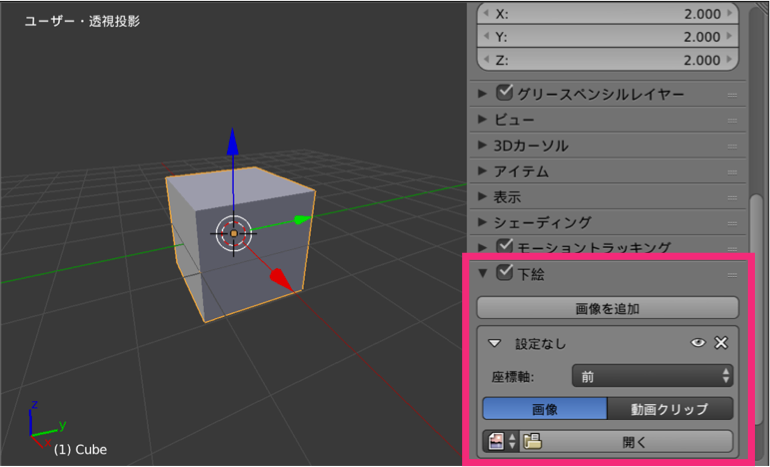 ユーザー・透視投影
X: 2.000
Y: 2.000
Z: 2.000
グリースペンシルレイヤー
ビュー
3Dカーソル
アイテム
表示
シェーディング
モーショントラッキング
下絵
画像を追加
設定なし
座標軸: 前
画像 動画クリップ
開く
z
y
x
(1) Cube